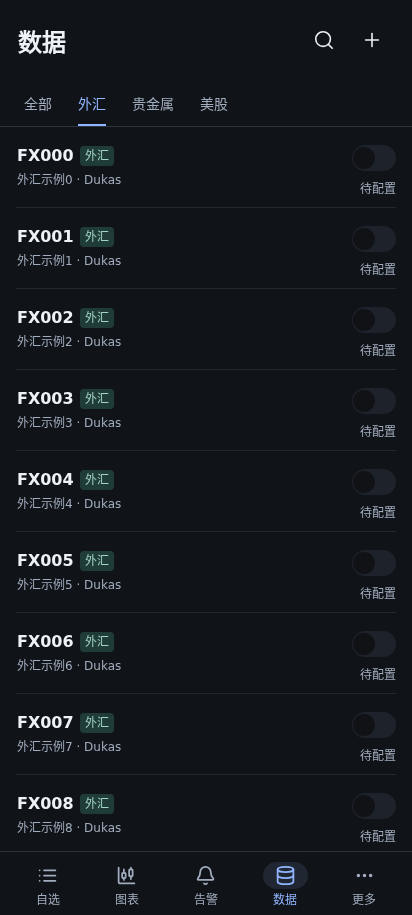 数据
全部 外汇 贵金属 美股
FX000 外汇
外汇示例0 · Dukas
待配置
FX001 外汇
外汇示例1 · Dukas
待配置
FX002 外汇
外汇示例2 · Dukas
待配置
FX003 外汇
外汇示例3 · Dukas
待配置
FX004 外汇
外汇示例4 · Dukas
待配置
FX005 外汇
外汇示例5 · Dukas
待配置
FX006 外汇
外汇示例6 · Dukas
待配置
FX007 外汇
外汇示例7 · Dukas
待配置
FX008 外汇
外汇示例8 · Dukas
待配置
自选 图表 告警 数据 更多